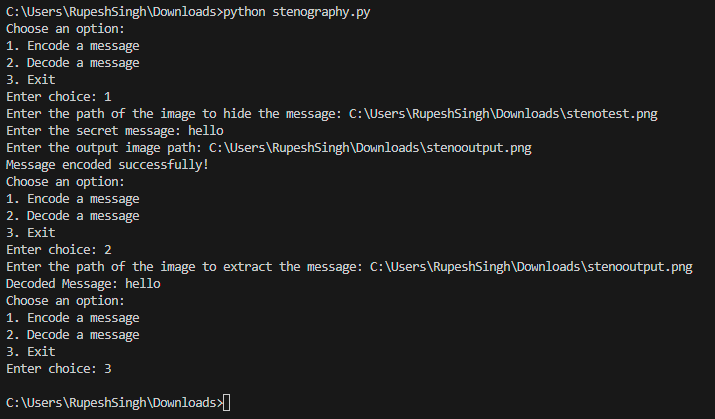 C:\Users\RupeshSingh\Downloads>python stenography.py
Choose an option:
1. Encode a message
2. Decode a message
3. Exit
Enter choice: 1
Enter the path of the image to hide the message: C:\Users\RupeshSingh\Downloads\stenotest.png
Enter the secret message: hello
Enter the output image path: C:\Users\RupeshSingh\Downloads\stenooutput.png
Message encoded successfully!
Choose an option:
1. Encode a message
2. Decode a message
3. Exit
Enter choice: 2
Enter the path of the image to extract the message: C:\Users\RupeshSingh\Downloads\stenooutput.png
Decoded Message: hello
Choose an option:
1. Encode a message
2. Decode a message
3. Exit
Enter choice: 3
C:\Users\RupeshSingh\Downloads>